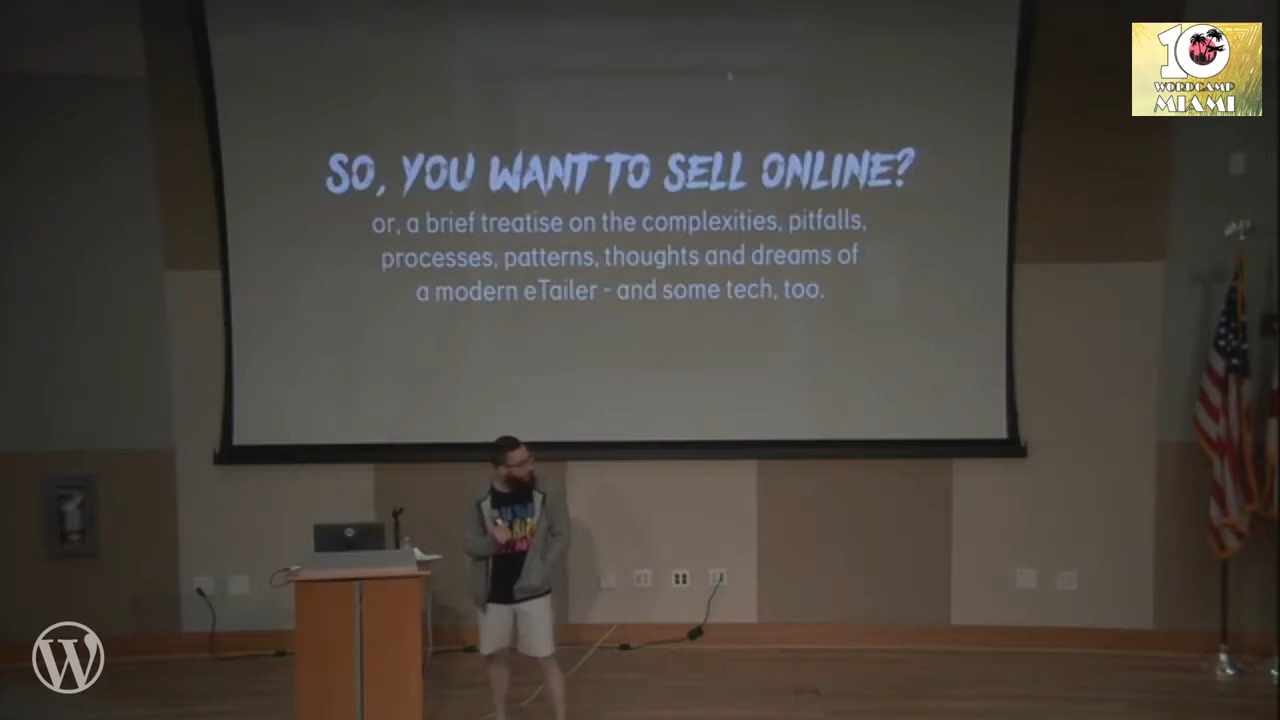 10
WORDCAMP
MIAMI
SO, YOU WANT TO SELL ONLINE?
or, a brief treatise on the complexities, pitfalls,
processes, patterns, thoughts and dreams of
a modern eTailer - and some tech, too.
W